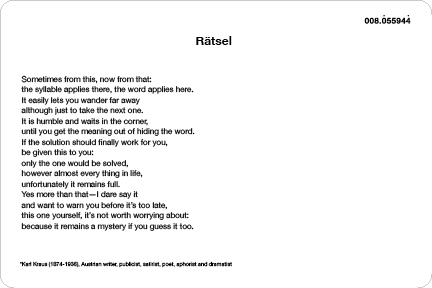 008.055944
Rätsel
Sometimes from this, now from that:
the syllable applies there, the word applies here.
It easily lets you wander far away
although just to take the next one.
It is humble and waits in the corner,
until you get the meaning out of hiding the word.
If the solution should finally work for you,
be given this to you:
only the one would be solved,
however almost every thing in life,
unfortunately it remains full.
Yes more than that—I dare say it
and want to warn you before it's too late,
this one yourself, it's not worth worrying about:
because it remains a mystery if you guess it too.
*Karl Kraus (1874-1936), Austrian writer, publicist, satirist, poet, aphorist and dramatist